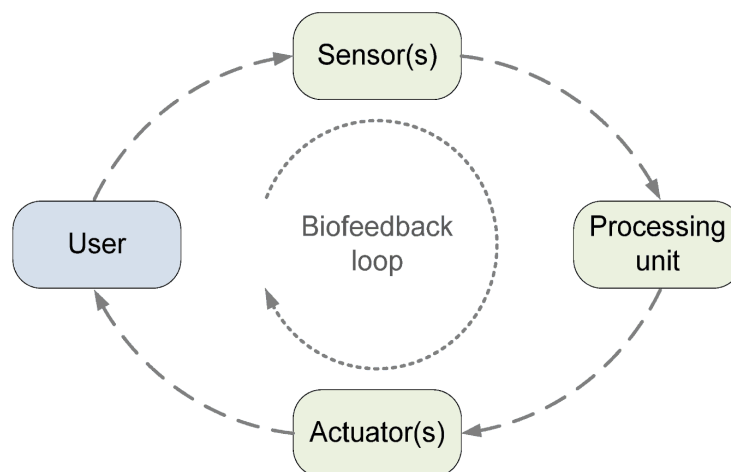 Sensor(s)
User
Biofeedback
loop
Processing
unit
Actuator(s)